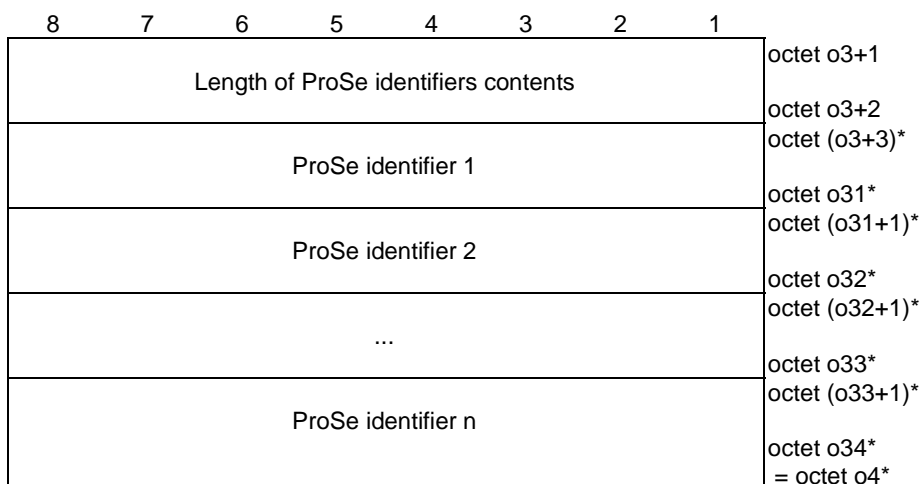 8 7 6 5 4 3 2 1
octet o3+1
Length of ProSe identifiers contents
octet o3+2
octet (o3+3)*
ProSe identifier 1
octet o31*
octet (o31+1)*
ProSe identifier 2
octet o32*
octet (o32+1)*
...
octet o33*
octet (o33+1)*
ProSe identifier n
octet o34*
= octet o4*